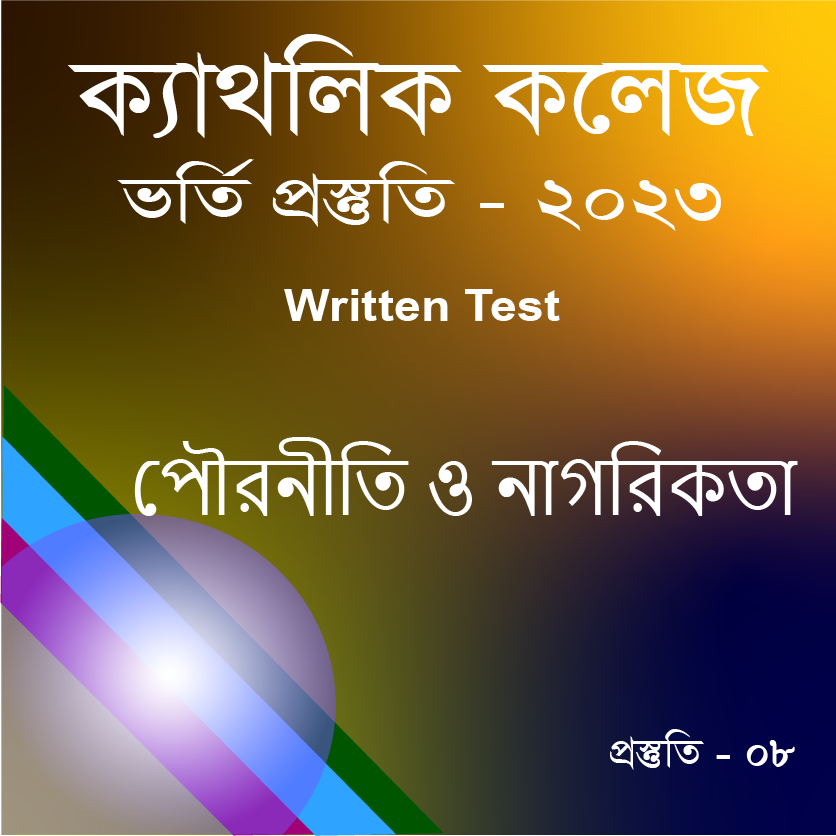 ক্যাথলিক কলেজ
ভর্তি প্রস্তুতি - ২০২৩
Written Test
পৌরনীতি ও নাগরিকতা
প্রস্তুতি - ০৮